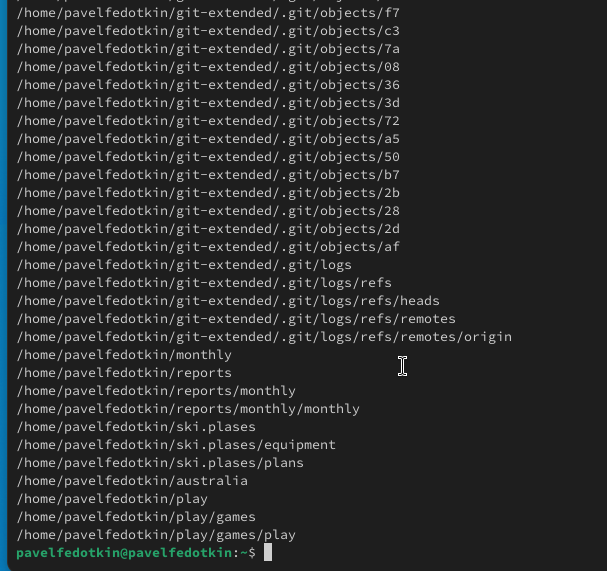 /home/pavelfedotkin/git-extended/.git/objects/f7
/home/pavelfedotkin/git-extended/.git/objects/c3
/home/pavelfedotkin/git-extended/.git/objects/7a
/home/pavelfedotkin/git-extended/.git/objects/08
/home/pavelfedotkin/git-extended/.git/objects/36
/home/pavelfedotkin/git-extended/.git/objects/3d
/home/pavelfedotkin/git-extended/.git/objects/72
/home/pavelfedotkin/git-extended/.git/objects/a5
/home/pavelfedotkin/git-extended/.git/objects/50
/home/pavelfedotkin/git-extended/.git/objects/b7
/home/pavelfedotkin/git-extended/.git/objects/2b
/home/pavelfedotkin/git-extended/.git/objects/28
/home/pavelfedotkin/git-extended/.git/objects/2d
/home/pavelfedotkin/git-extended/.git/objects/af
/home/pavelfedotkin/git-extended/.git/logs
/home/pavelfedotkin/git-extended/.git/logs/refs
/home/pavelfedotkin/git-extended/.git/logs/refs/heads
/home/pavelfedotkin/git-extended/.git/logs/refs/remotes
/home/pavelfedotkin/git-extended/.git/logs/refs/remotes/origin
/home/pavelfedotkin/monthly
/home/pavelfedotkin/reports
/home/pavelfedotkin/reports/monthly
/home/pavelfedotkin/reports/monthly/monthly
/home/pavelfedotkin/ski.plases
/home/pavelfedotkin/ski.plases/equipment
/home/pavelfedotkin/ski.plases/plans
/home/pavelfedotkin/australia
/home/pavelfedotkin/play
/home/pavelfedotkin/play/games
/home/pavelfedotkin/play/games/play
pavelfedotkin@pavelfedotkin:~$